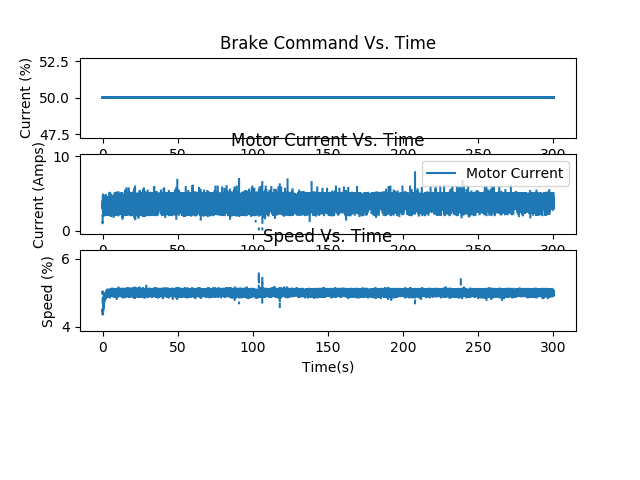 Brake Command Vs. Time
Current (%)
52.5
50.0
47.5
0 50 100 150 200 250 300
Motor Current Vs. Time
Current (Amps)
10
0
Motor Current
0 50 100 150 200 250 300
Speed Vs. Time
Speed (%)
6
4
0 50 100 150 200 250 300
Time(s)